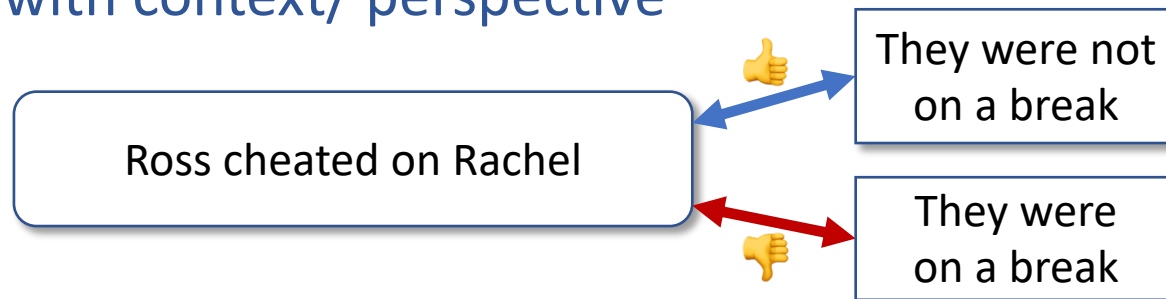 with context/ perspective
They were not
on a break
Ross cheated on Rachel
They were
on a break